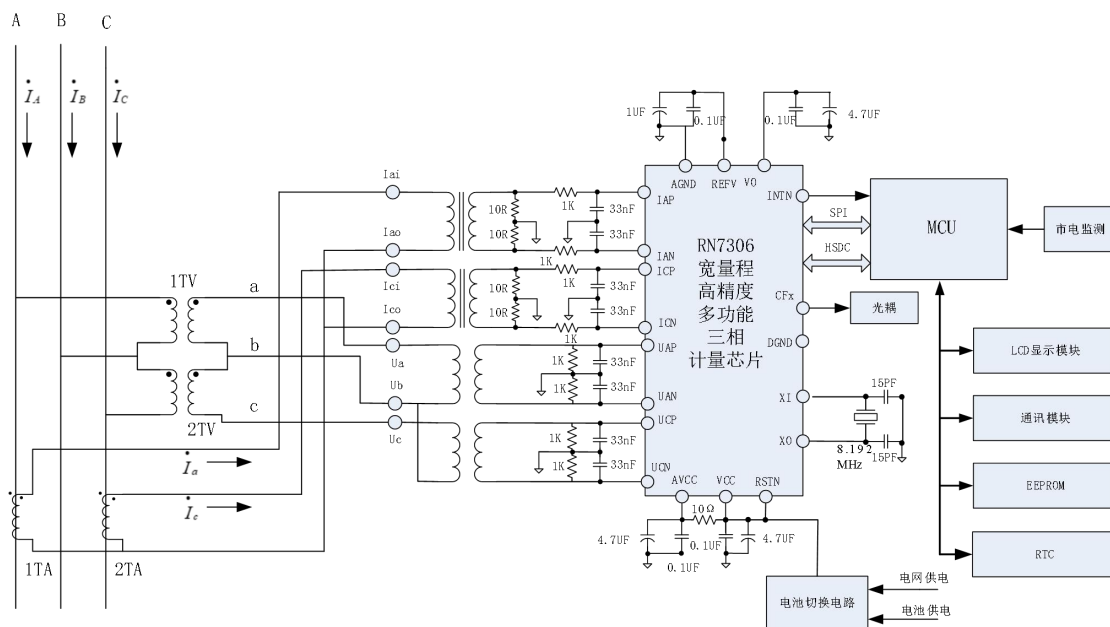 A B C
İA İB İC
1UF
0.1UF
0.1UF
4.7UF
AGND REFV VO
Iai
Iao
Ici
Ico
Ua
Ub
Uc
1TV
2TV
a
b
c
İa
İc
1TA
2TA
10R
10R
1K
1K
33nF
33nF
10R
10R
1K
1K
33nF
33nF
1K
1K
33nF
33nF
1K
1K
33nF
33nF
IAP
IAN
ICP
ICN
UAP
UAN
UCP
UCN
RN7306
宽量程
高精度
多功能
三相
计量芯片
INTN
CFx
DGND
XI
XO
AVCC VCC RSTN
SPI
HSDC
MCU
市电监测
光耦
15PF
8.192
MHz
15PF
LCD显示模块
通讯模块
EEPROM
RTC
10Ω
4.7UF
0.1UF
0.1UF
4.7UF
电池切换电路
电网供电
电池供电